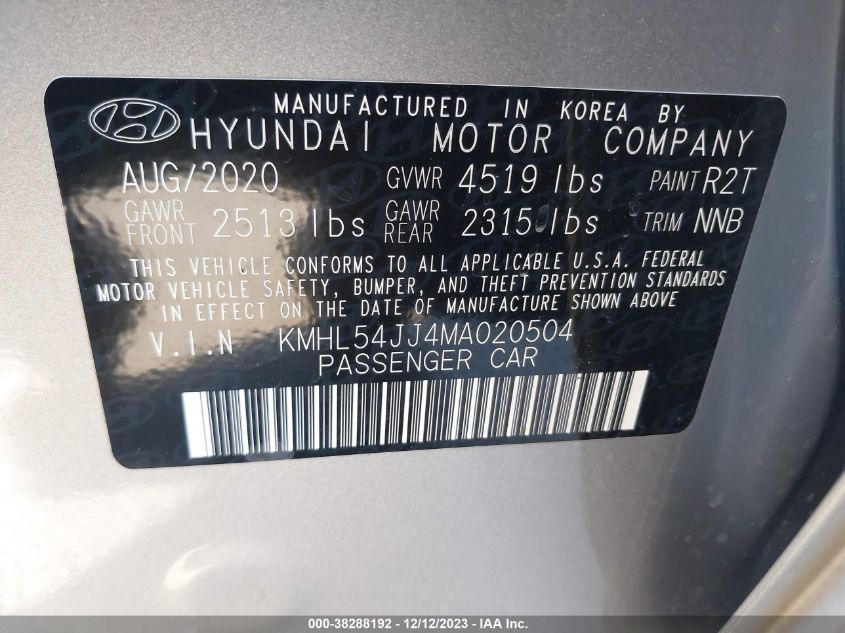 MANUFACTURED IN KOREA BY
HYUNDAI MOTOR COMPANY
AUG/2020 GVWR 4519 lbs PAINT R2T
GAWR FRONT 2513 lbs GAWR REAR 2315 lbs TRIM NNB
THIS VEHICLE CONFORMS TO ALL APPLICABLE U.S.A. FEDERAL
MOTOR VEHICLE SAFETY, BUMPER, AND THEFT PREVENTION STANDARDS
IN EFFECT ON THE DATE OF MANUFACTURE SHOWN ABOVE
V.I.N KMHL54JJ4MA020504
PASSENGER CAR
000-38288192 - 12/12/2023 - IAA Inc.